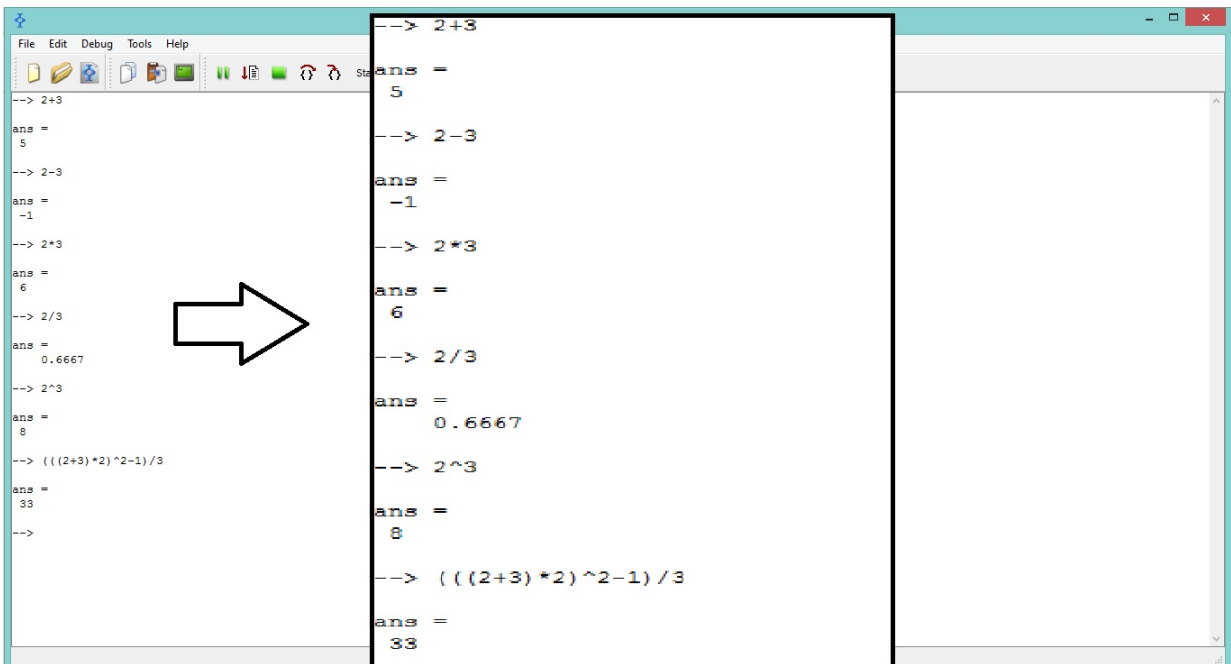 File Edit Debug Tools Help
Sta
--> 2+3
ans =
5
--> 2-3
ans =
-1
--> 2*3
ans =
6
--> 2/3
ans =
0.6667
--> 2^3
ans =
8
--> (((2+3)*2)^2-1)/3
ans =
33
-->
--> 2+3
ans =
5
--> 2-3
ans =
-1
--> 2*3
ans =
6
--> 2/3
ans =
0.6667
--> 2^3
ans =
8
--> (((2+3)*2)^2-1)/3
ans =
33